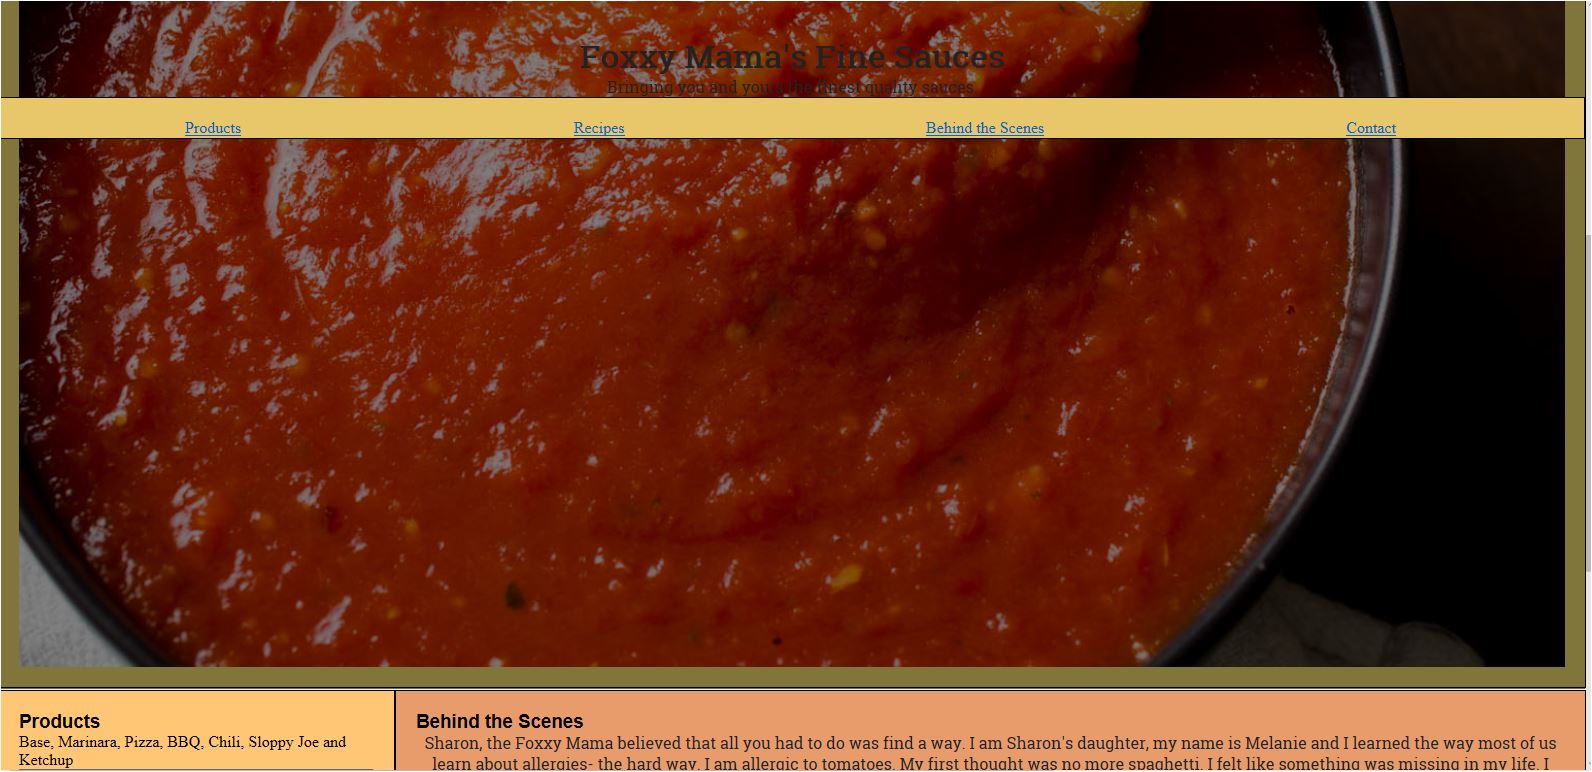 Foxxy Mama's Fine Sauces
Bringing you and yours the finest quality sauces
Products Recipes Behind the Scenes Contact
Products
Base, Marinara, Pizza, BBQ, Chili, Sloppy Joe and
Ketchup
Behind the Scenes
Sharon, the Foxxy Mama believed that all you had to do was find a way. I am Sharon's daughter, my name is Melanie and I learned the way most of us
learn about allergies- the hard way. I am allergic to tomatoes. My first thought was no more spaghetti. I felt like something was missing in my life. I